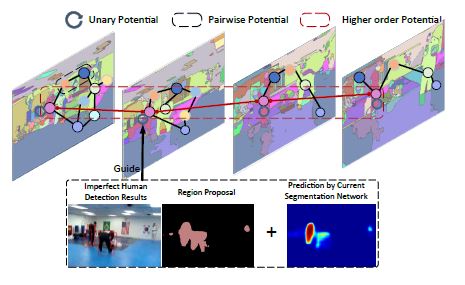 Unary Potential
Pairwise Potential
Higher order Potential
Guide
Imperfect Human
Detection Results
Region Proposal
Prediction by Current
Segmentation Network
+